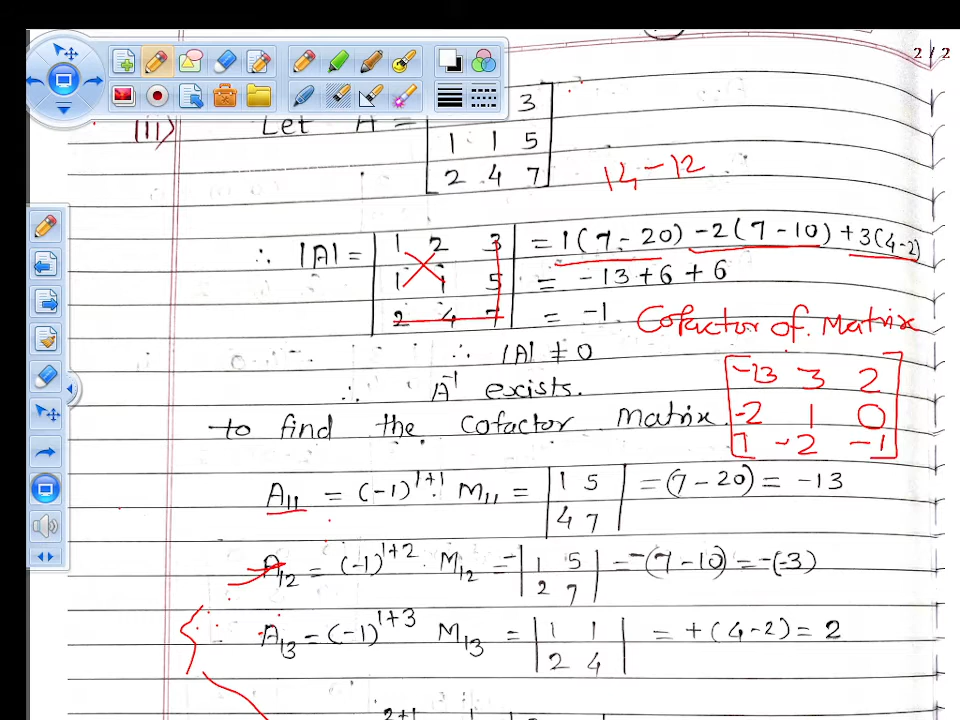 2 / 2
(ii) Let A = 3
1 1 5
2 4 7
14 - 12
∴ |A| = | 1 2 3 | = 1(7 - 20) - 2(7 - 10) + 3(4 - 2)
| 1 1 5 | = -13 + 6 + 6
| 2 4 7 | = -1.
Cofactor of Matrix
∴ |A| ≠ 0
-13 3 2
∴ A⁻¹ exists.
-2 1 0
to find the cofactor Matrix.
7 -2 -1
A₁₁ = (-1)¹⁺¹ M₁₁ = | 1 5 | = (7 - 20) = -13
4 7
A₁₂ = (-1)¹⁺². M₁₂ = - | 1 5 | = -(7 - 10) = -(-3)
2 7
A₁₃ = (-1)¹⁺³ M₁₃ = | 1 1 | = +(4 - 2) = 2
2 4
2+1